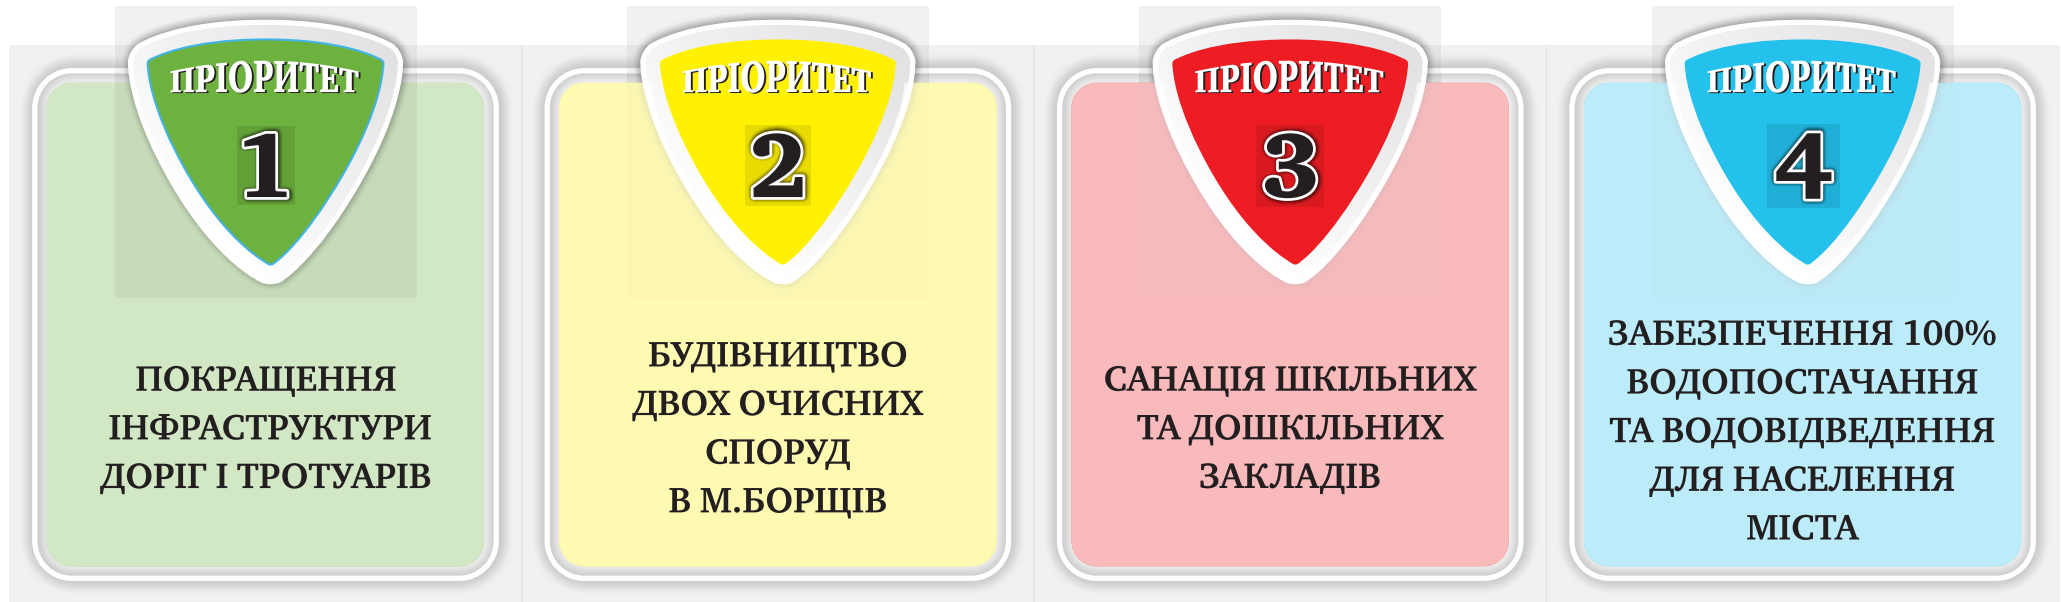 ПРІОРИТЕТ
1
ПОКРАЩЕННЯ
ІНФРАСТРУКТУРИ
ДОРІГ І ТРОТУАРІВ
ПРІОРИТЕТ
2
БУДІВНИЦТВО
ДВОХ ОЧИСНИХ
СПОРУД
В М.БОРЩІВ
ПРІОРИТЕТ
3
САНАЦІЯ ШКІЛЬНИХ
ТА ДОШКІЛЬНИХ
ЗАКЛАДІВ
ПРІОРИТЕТ
4
ЗАБЕЗПЕЧЕННЯ 100%
ВОДОПОСТАЧАННЯ
ТА ВОДОВІДВЕДЕННЯ
ДЛЯ НАСЕЛЕННЯ
МІСТА